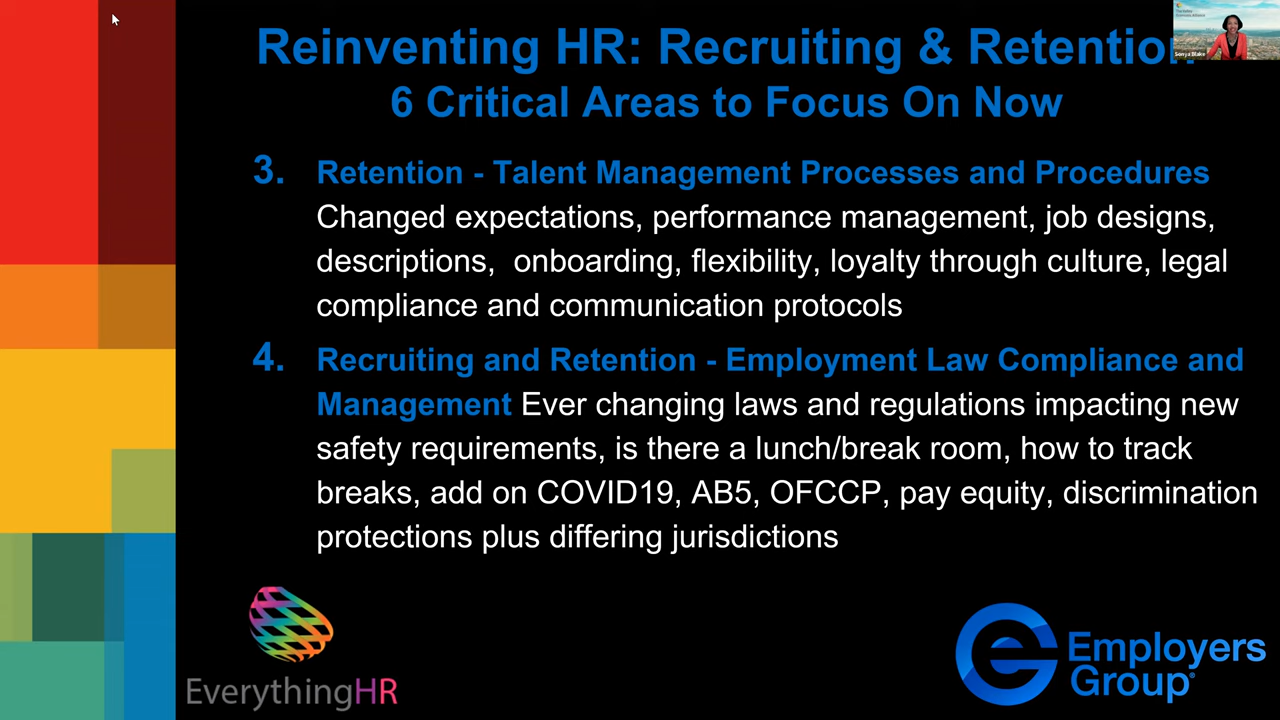 Reinventing HR: Recruiting & Retention
6 Critical Areas to Focus On Now
3. Retention - Talent Management Processes and Procedures
Changed expectations, performance management, job designs,
descriptions, onboarding, flexibility, loyalty through culture, legal
compliance and communication protocols
4. Recruiting and Retention - Employment Law Compliance and
Management Ever changing laws and regulations impacting new
safety requirements, is there a lunch/break room, how to track
breaks, add on COVID19, AB5, OFCCP, pay equity, discrimination
protections plus differing jurisdictions
EverythingHR
Employers
Group
Sonya Blake